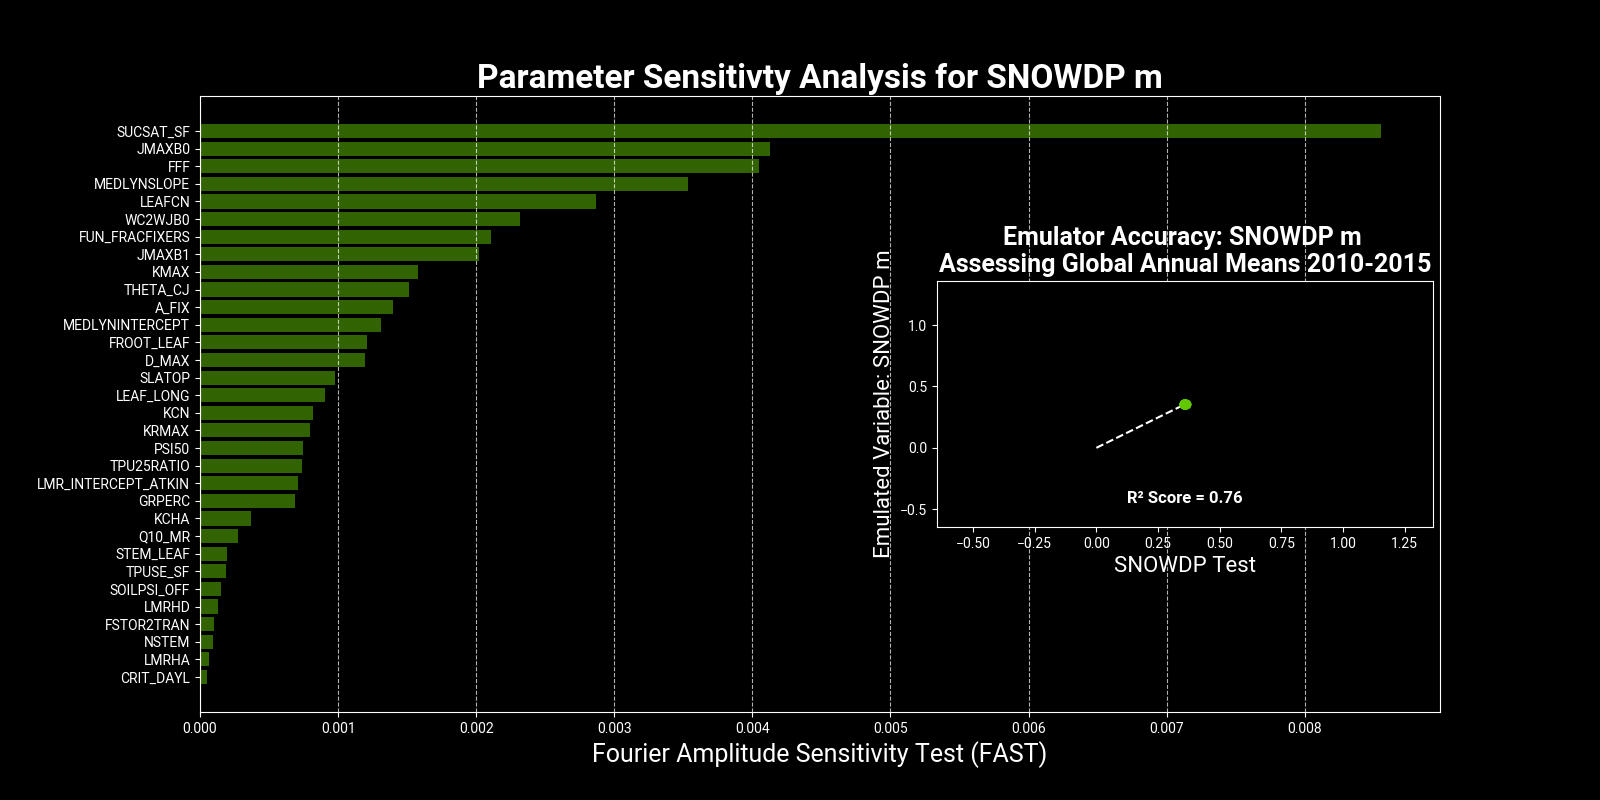 Parameter Sensitivty Analysis for SNOWDP m
SUCSAT_SF
JMAXB0
FFF
MEDLYNSLOPE
LEAFCN
WC2WJB0
FUN_FRACFIXERS
JMAXB1
KMAX
THETA_CJ
A_FIX
MEDLYNINTERCEPT
FROOT_LEAF
D_MAX
SLATOP
LEAF_LONG
KCN
KRMAX
PSI50
TPU25RATIO
LMR_INTERCEPT_ATKIN
GRPERC
KCHA
Q10_MR
STEM_LEAF
TPUSE_SF
SOILPSI_OFF
LMRHD
FSTOR2TRAN
NSTEM
LMRHA
CRIT_DAYL
0.000 0.001 0.002 0.003 0.004 0.005 0.006 0.007 0.008
Fourier Amplitude Sensitivity Test (FAST)
Emulator Accuracy: SNOWDP m
Assessing Global Annual Means 2010-2015
Emulated Variable: SNOWDP m
1.0
0.5
0.0
−0.5
R² Score = 0.76
−0.50 −0.25 0.00 0.25 0.50 0.75 1.00 1.25
SNOWDP Test